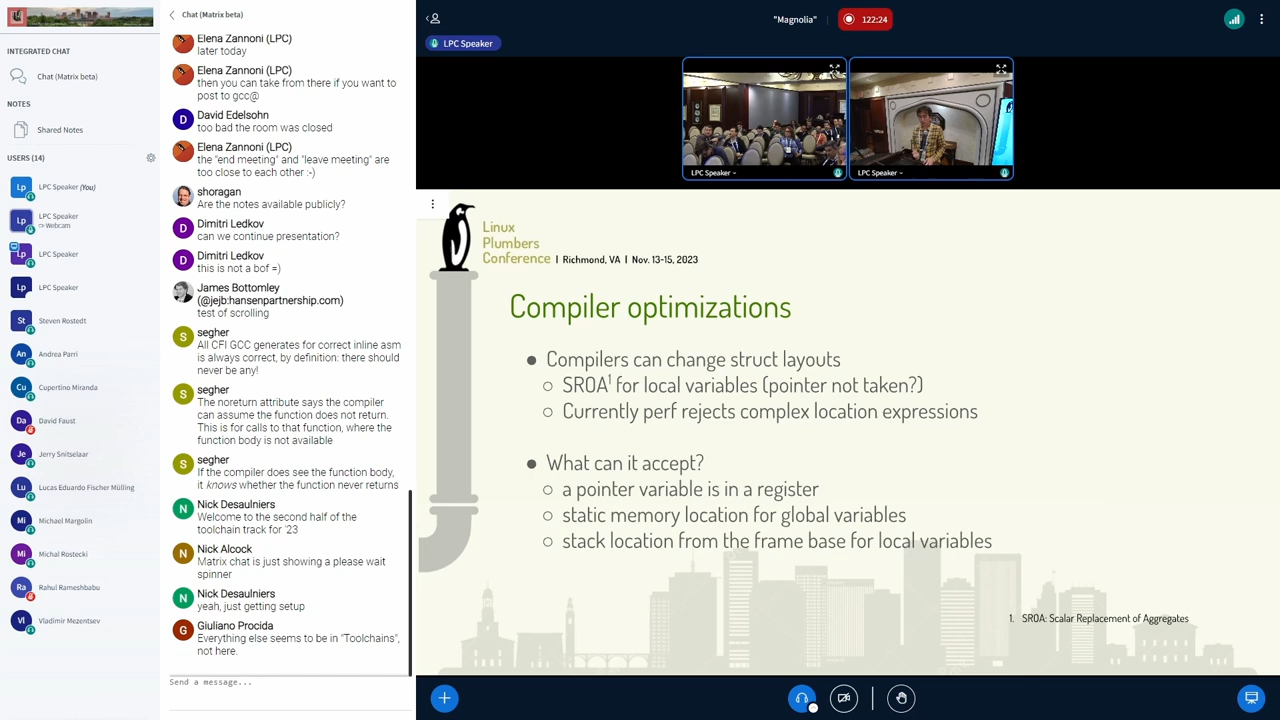 INTEGRATED CHAT
Chat (Matrix beta)
NOTES
Shared Notes
USERS (14)
Lp
LPC Speaker (You)
Lp
LPC Speaker
Webcam
Lp
LPC Speaker
Lp
LPC Speaker
St
Steven Rostedt
An
Andrea Parri
Cu
Cupertino Miranda
Da
David Faust
Je
Jerry Snitselaar
Lu
Lucas Eduardo Fischer Mülling
Mi
Michael Margolin
Mi
Michal Rostecki
Ra
Rahul Rameshbabu
Vl
Vladimir Mezentsev
Chat (Matrix beta)
Elena Zannoni (LPC)
later today
Elena Zannoni (LPC)
then you can take from there if you want to
post to gcc@
D
David Edelsohn
too bad the room was closed
Elena Zannoni (LPC)
the "end meeting" and "leave meeting" are
too close to each other :-)
shoragan
Are the notes available publicly?
D
Dimitri Ledkov
can we continue presentation?
D
Dimitri Ledkov
this is not a bof =)
James Bottomley
(@jejb:hansenpartnership.com)
test of scrolling
S
segher
All CFI GCC generates for correct inline asm
is always correct, by definition: there should
never be any!
S
segher
The noreturn attribute says the compiler
can assume the function does not return.
This is for calls to that function, where the
function body is not available
S
segher
If the compiler does see the function body,
it knows whether the function never returns
N
Nick Desaulniers
Welcome to the second half of the
toolchain track for '23
N
Nick Alcock
Matrix chat is just showing a please wait
spinner
N
Nick Desaulniers
yeah, just getting setup
G
Giuliano Procida
Everything else seems to be in "Toolchains",
not here.
Send a message...
"Magnolia"
122:24
LPC Speaker
LPC Speaker
LPC Speaker
Linux
Plumbers
Conference | Richmond, VA | Nov. 13-15, 2023
Compiler optimizations
● Compilers can change struct layouts
○ SROA¹ for local variables (pointer not taken?)
○ Currently perf rejects complex location expressions
● What can it accept?
○ a pointer variable is in a register
○ static memory location for global variables
○ stack location from the frame base for local variables
1. SROA: Scalar Replacement of Aggregates